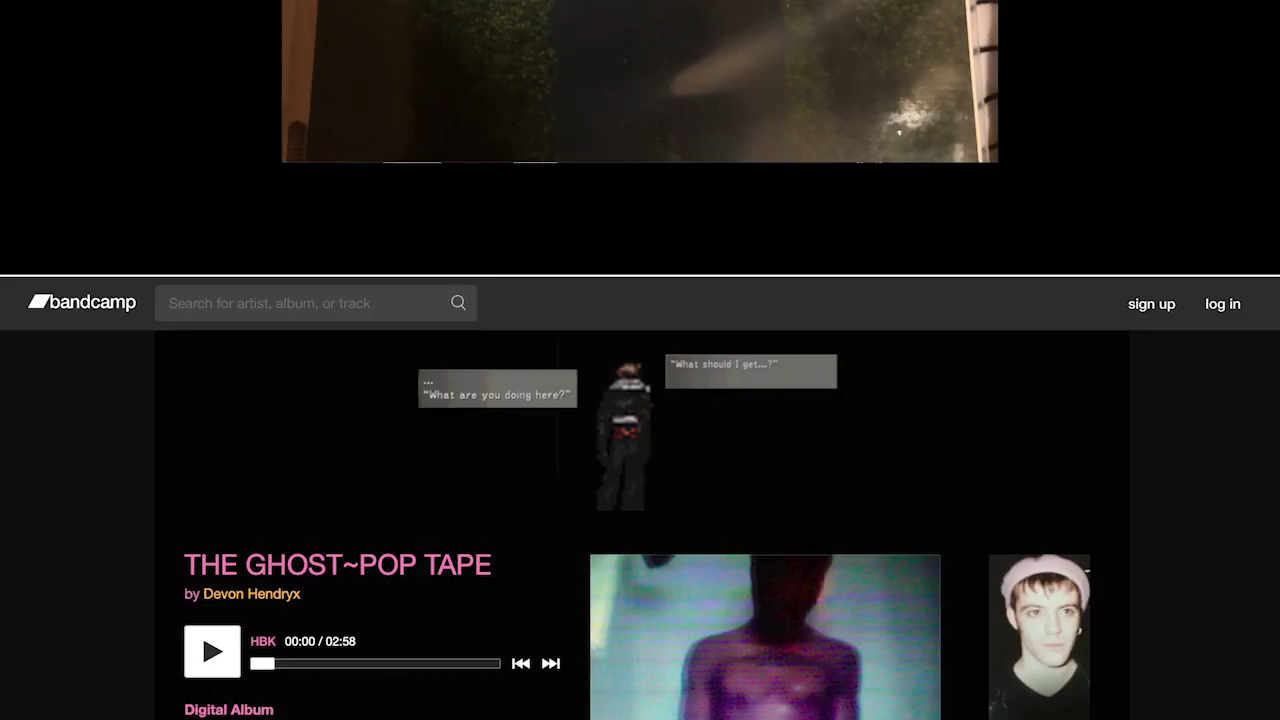 bandcamp
Search for artist, album, or track
sign up
log in
"What should I get...?"
...
"What are you doing here?"
THE GHOST~POP TAPE
by Devon Hendryx
HBK 00:00 / 02:58
Digital Album